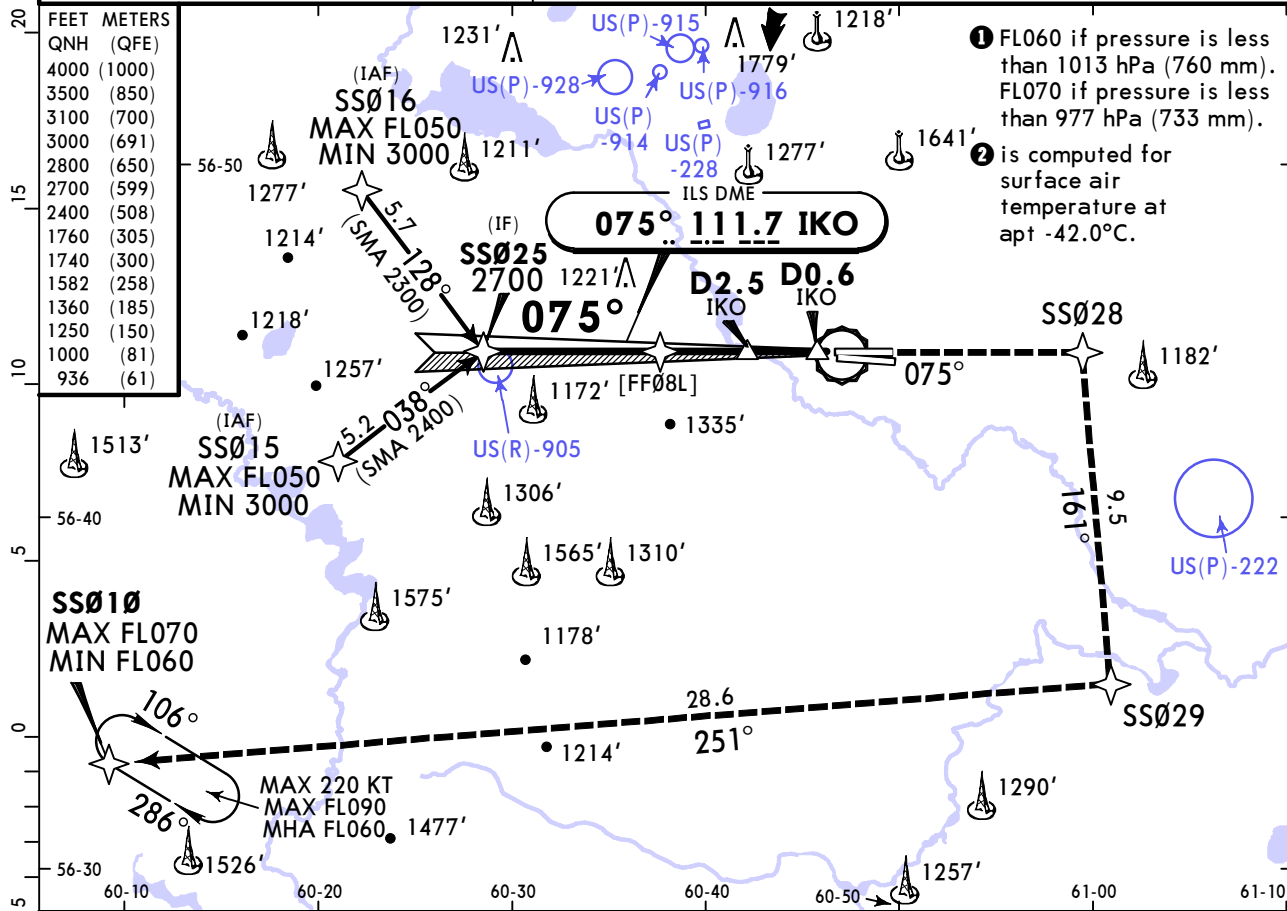 FEET METERS
QNH (QFE)
4000 (1000)
3500 (850)
3100 (700)
3000 (691)
2800 (650)
2700 (599)
2400 (508)
1760 (305)
1740 (300)
1582 (258)
1360 (185)
1250 (150)
1000 (81)
936 (61)
20
15
10
5
0
5
1231'
US(P)-915
1218'
1779'
US(P)-928
US(P)-916
US(P)
-914
US(P)
-228
❶ FL060 if pressure is less
than 1013 hPa (760 mm).
FL070 if pressure is less
than 977 hPa (733 mm).
❷ is computed for
surface air
temperature at
apt -42.0°C.
(IAF)
SSØ16
MAX FL050
MIN 3000
1211'
1277'
1641'
56-50
1277'
1214'
5.7
128°
(SMA 2300)
(IF)
SSØ25
2700
ILS DME
075° 111.7 IKO
1221'
075°
D2.5
IKO
D0.6
IKO
SSØ28
1218'
1257'
1182'
075°
[FFØ8L]
1172'
1335'
US(R)-905
(IAF)
SSØ15
MAX FL050
MIN 3000
5.2
038°
(SMA 2400)
1513'
1306'
56-40
1565'
1310'
161°
9.5
US(P)-222
1575'
SSØ1Ø
MAX FL070
MIN FL060
1178'
106°
286°
28.6
251°
SSØ29
1214'
MAX 220 KT
MAX FL090
MHA FL060
1477'
1290'
1526'
1257'
56-30
60-10
60-20
60-30
60-40
60-50
61-00
61-10